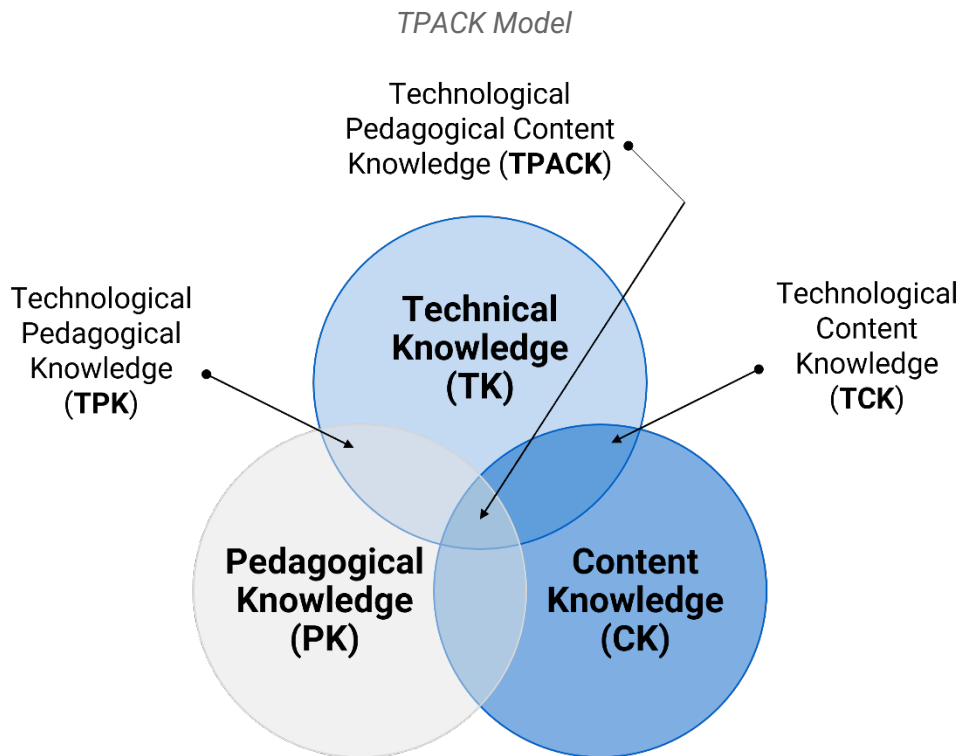 TPACK Model
Technological
Pedagogical Content
Knowledge (TPACK)
Technological
Pedagogical
Knowledge
(TPK)
Technological
Content
Knowledge
(TCK)
Technical
Knowledge
(TK)
Pedagogical
Knowledge
(PK)
Content
Knowledge
(CK)